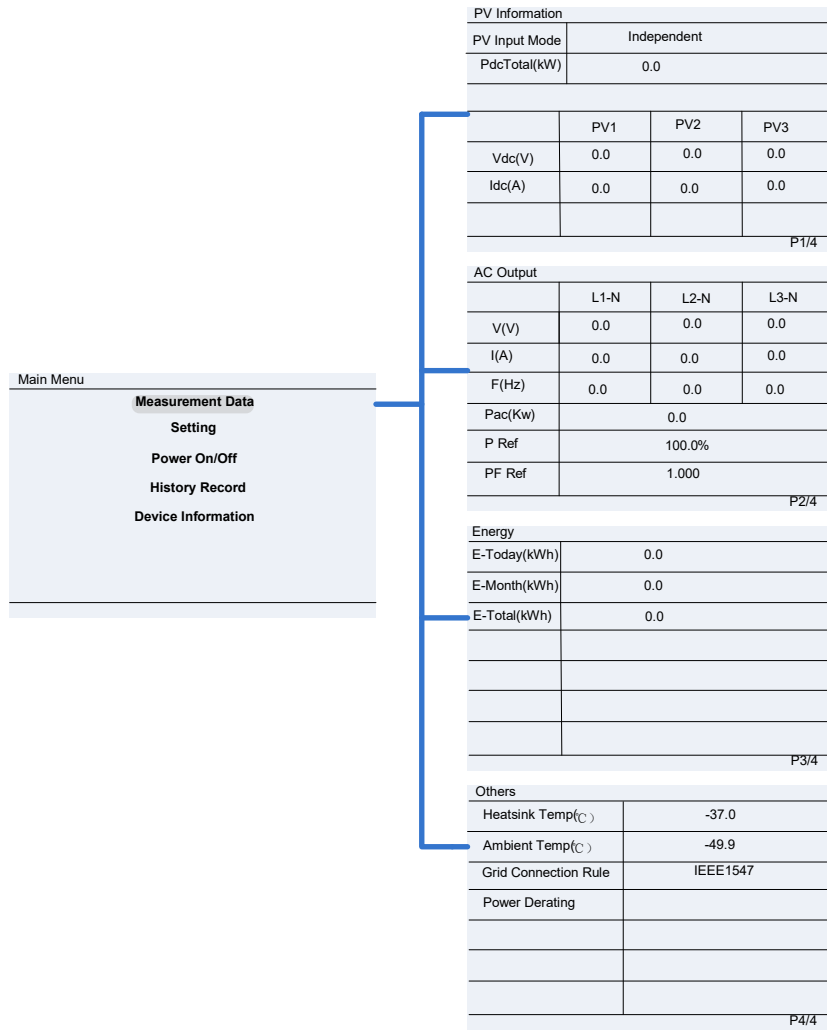 Main Menu
Measurement Data
Setting
Power On/Off
History Record
Device Information
PV Information
PV Input Mode Independent
PdcTotal(kW) 0.0
PV1 PV2 PV3
Vdc(V) 0.0 0.0 0.0
Idc(A) 0.0 0.0 0.0
P1/4
AC Output
L1-N L2-N L3-N
V(V) 0.0 0.0 0.0
I(A) 0.0 0.0 0.0
F(Hz) 0.0 0.0 0.0
Pac(Kw) 0.0
P Ref 100.0%
PF Ref 1.000
P2/4
Energy
E-Today(kWh) 0.0
E-Month(kWh) 0.0
E-Total(kWh) 0.0
P3/4
Others
Heatsink Temp(℃） -37.0
Ambient Temp(℃） -49.9
Grid Connection Rule IEEE1547
Power Derating
P4/4